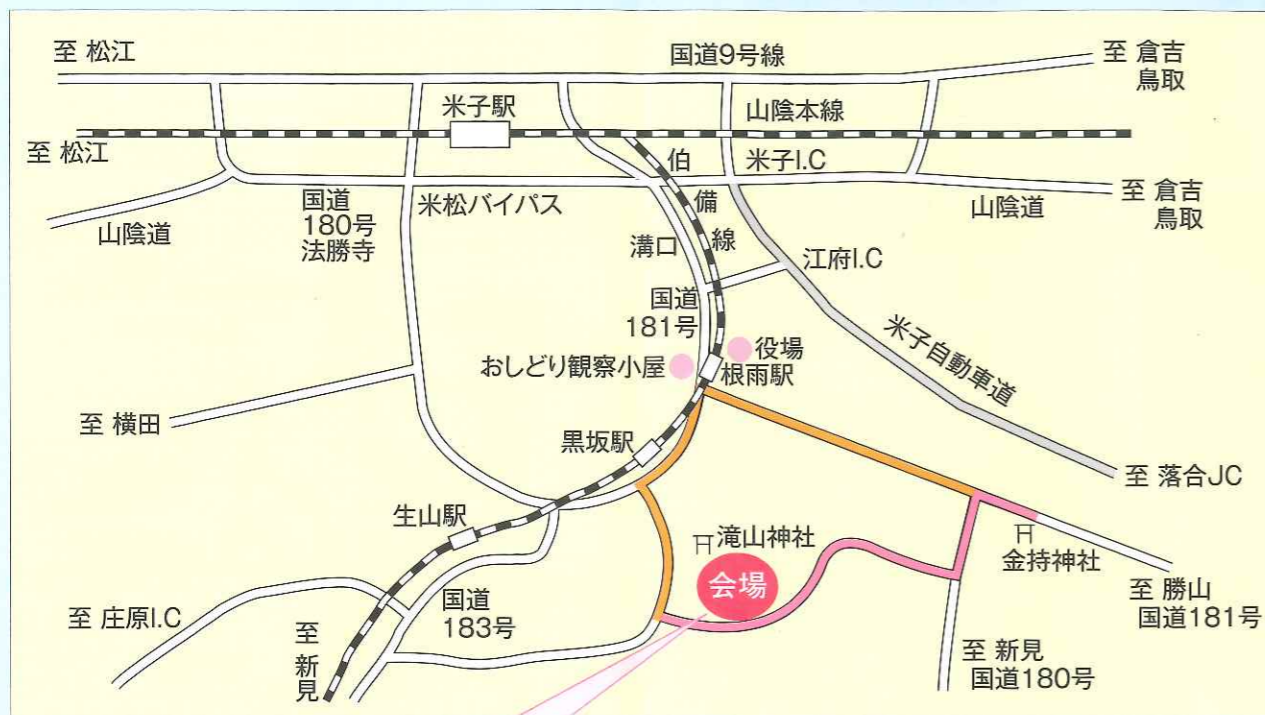 至 松江
国道9号線
至 倉吉
鳥取
米子駅
山陰本線
至 松江
伯備線
米子I.C
国道
180号
法勝寺
米松バイパス
山陰道
山陰道
至 倉吉
鳥取
溝口
江府I.C
国道
181号
役場
おしどり観察小屋
根雨駅
米子自動車道
至 横田
黒坂駅
至 落合JC
生山駅
滝山神社
会場
金持神社
至 勝山
国道181号
至 庄原I.C
国道
183号
至 新見
至 新見
国道180号